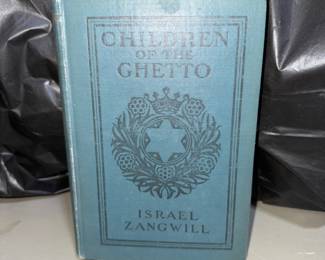 CHILDREN
OF THE
GHETTO
ISRAEL
ZANGWILL